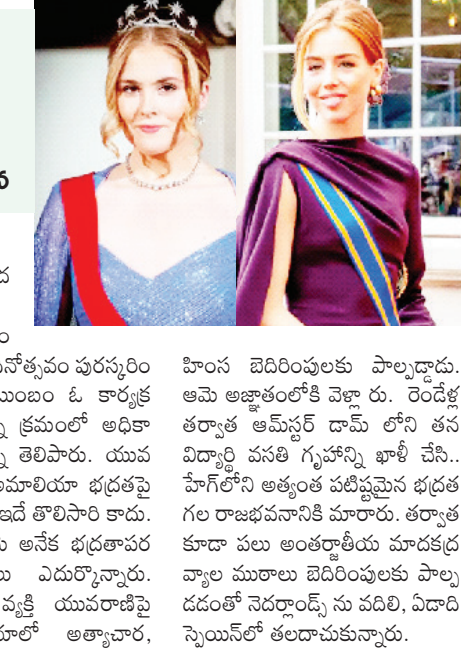 ద
ం
నోత్సవం పురస్కరిం
ఓ కార్యక్ర
క్రమంలో అధికా
తెలిపారు. యువ
అమాలియా భద్రతపై
ఇదే తొలిసారి కాదు.
అనేక భద్రతాపర
ఎదుర్కొన్నారు.
వ్యక్తి యువరాణిపై
అత్యాచార,
హింస బెదిరింపులకు పాల్పడ్డాడు.
ఆమె అజ్ఞాతంలోకి వెళ్లా రు. రెండేళ్ల
తర్వాత ఆమ్‌స్టర్ డామ్ లోని తన
విద్యార్థి వసతి గృహాన్ని ఖాళీ చేసి..
హేగ్‌లోని అత్యంత పటిష్టమైన భద్రత
గల రాజభవనానికి మారారు. తర్వాత
కూడా పలు అంతర్జాతీయ మాదకద్ర
వ్యాల ముఠాలు బెదిరింపులకు పాల్ప
డడంతో నెదర్లాండ్స్ ను వదిలి, ఏడాది
స్పెయిన్‌లో తలదాచుకున్నారు.